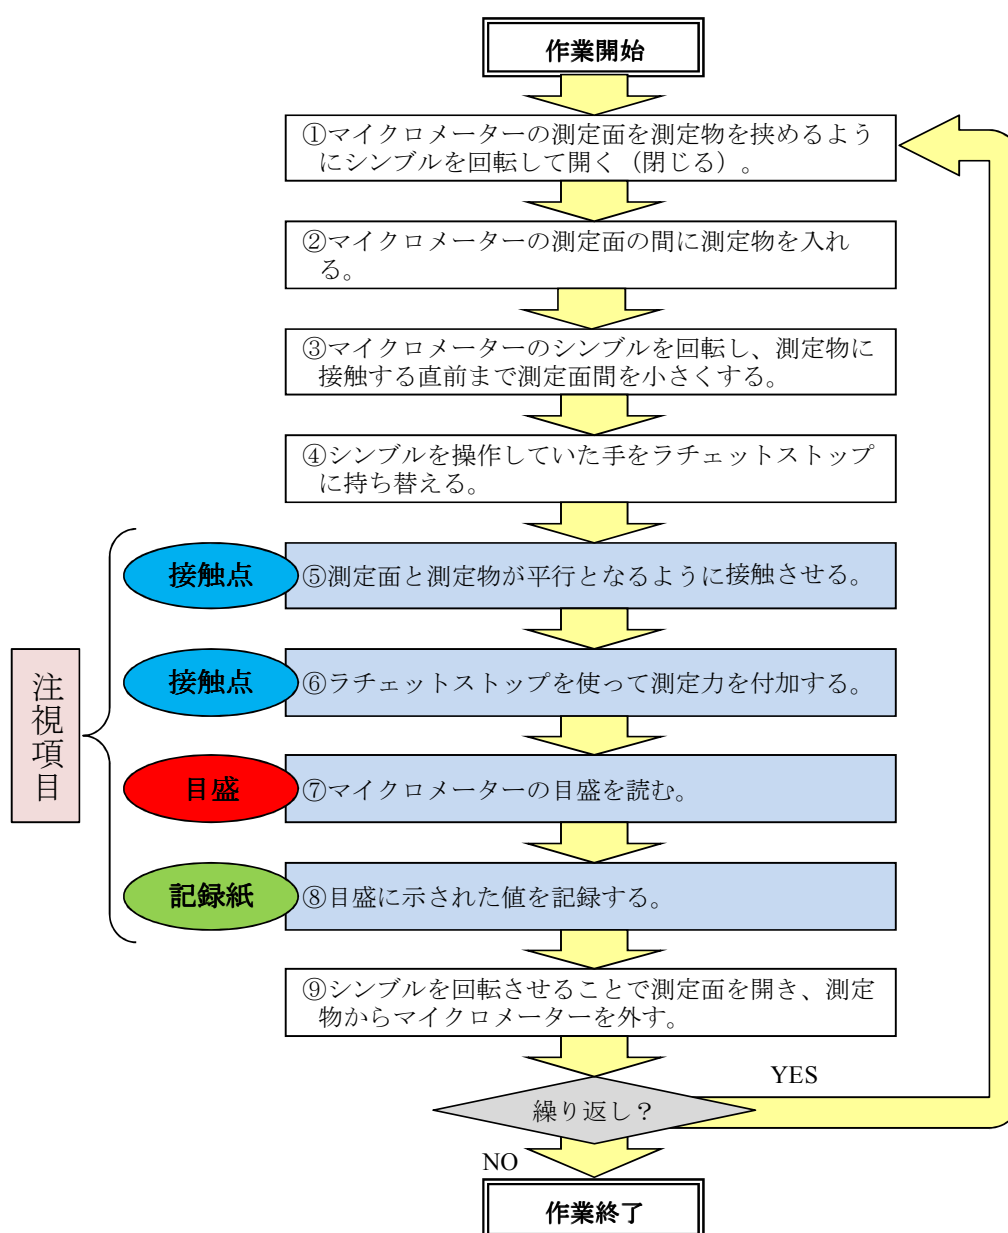 作業開始
①マイクロメーターの測定面を測定物を挟めるよう
にシンブルを回転して開く（閉じる）。
②マイクロメーターの測定面の間に測定物を入れ
る。
③マイクロメーターのシンブルを回転し、測定物に
接触する直前まで測定面間を小さくする。
④シンブルを操作していた手をラチェットストップ
に持ち替える。
注視項目
接触点
⑤測定面と測定物が平行となるように接触させる。
接触点
⑥ラチェットストップを使って測定力を付加する。
目盛
⑦マイクロメーターの目盛を読む。
記録紙
⑧目盛に示された値を記録する。
⑨シンブルを回転させることで測定面を開き、測定
物からマイクロメーターを外す。
繰り返し？
YES
NO
作業終了